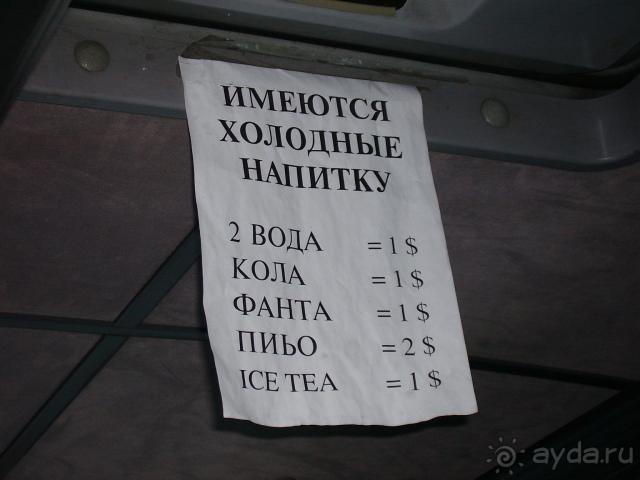 ИМЕЮТСЯ
ХОЛОДНЫЕ
НАПИТКУ
2 ВОДА = 1 $
КОЛА = 1 $
ФАНТА = 1 $
ПИЬО = 2 $
ICE TEA = 1 $
ayda.ru